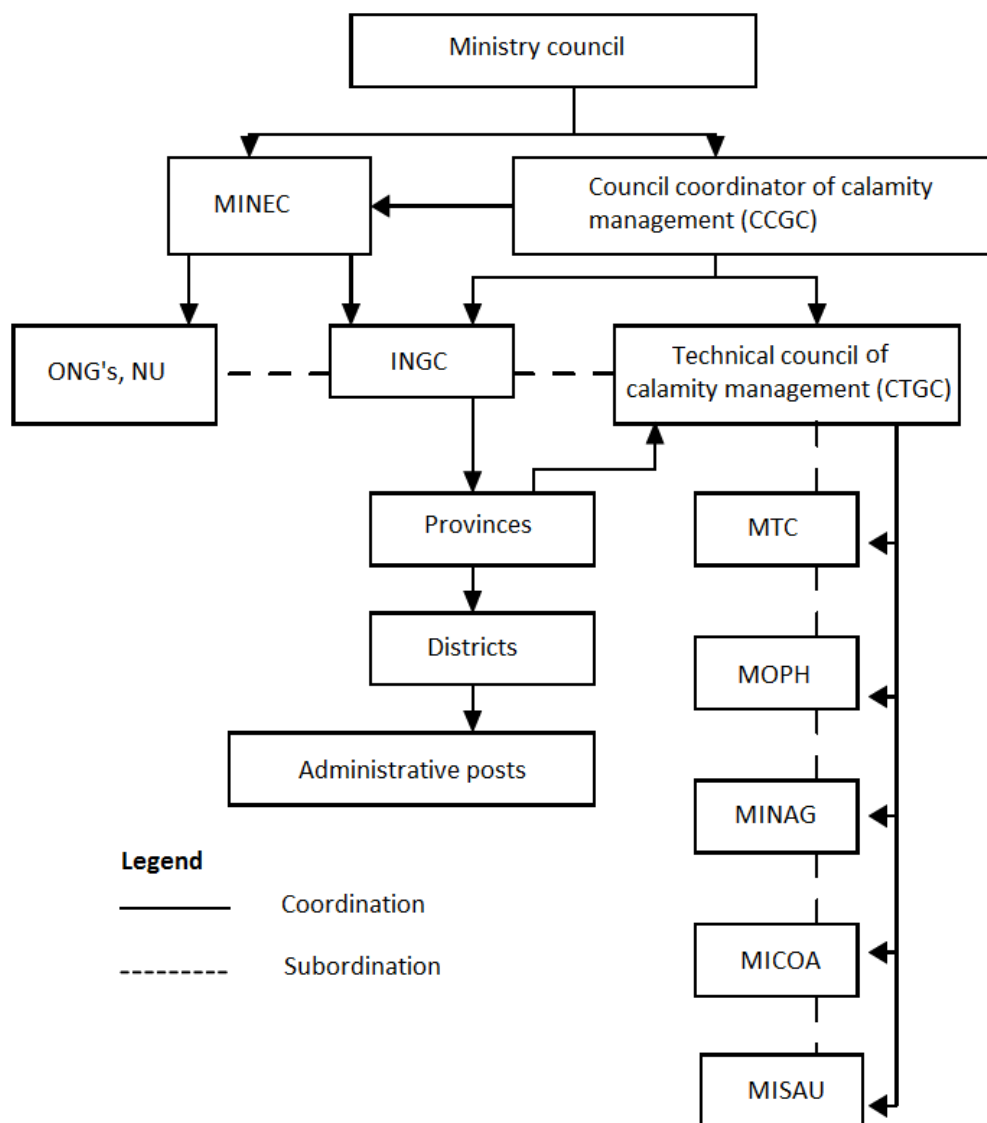 Ministry council
MINEC
Council coordinator of calamity
management (CCGC)
ONG's, NU
INGC
Technical council of
calamity management (CTGC)
Provinces
MTC
Districts
MOPH
Administrative posts
MINAG
Legend
Coordination
Subordination
MICOA
MISAU